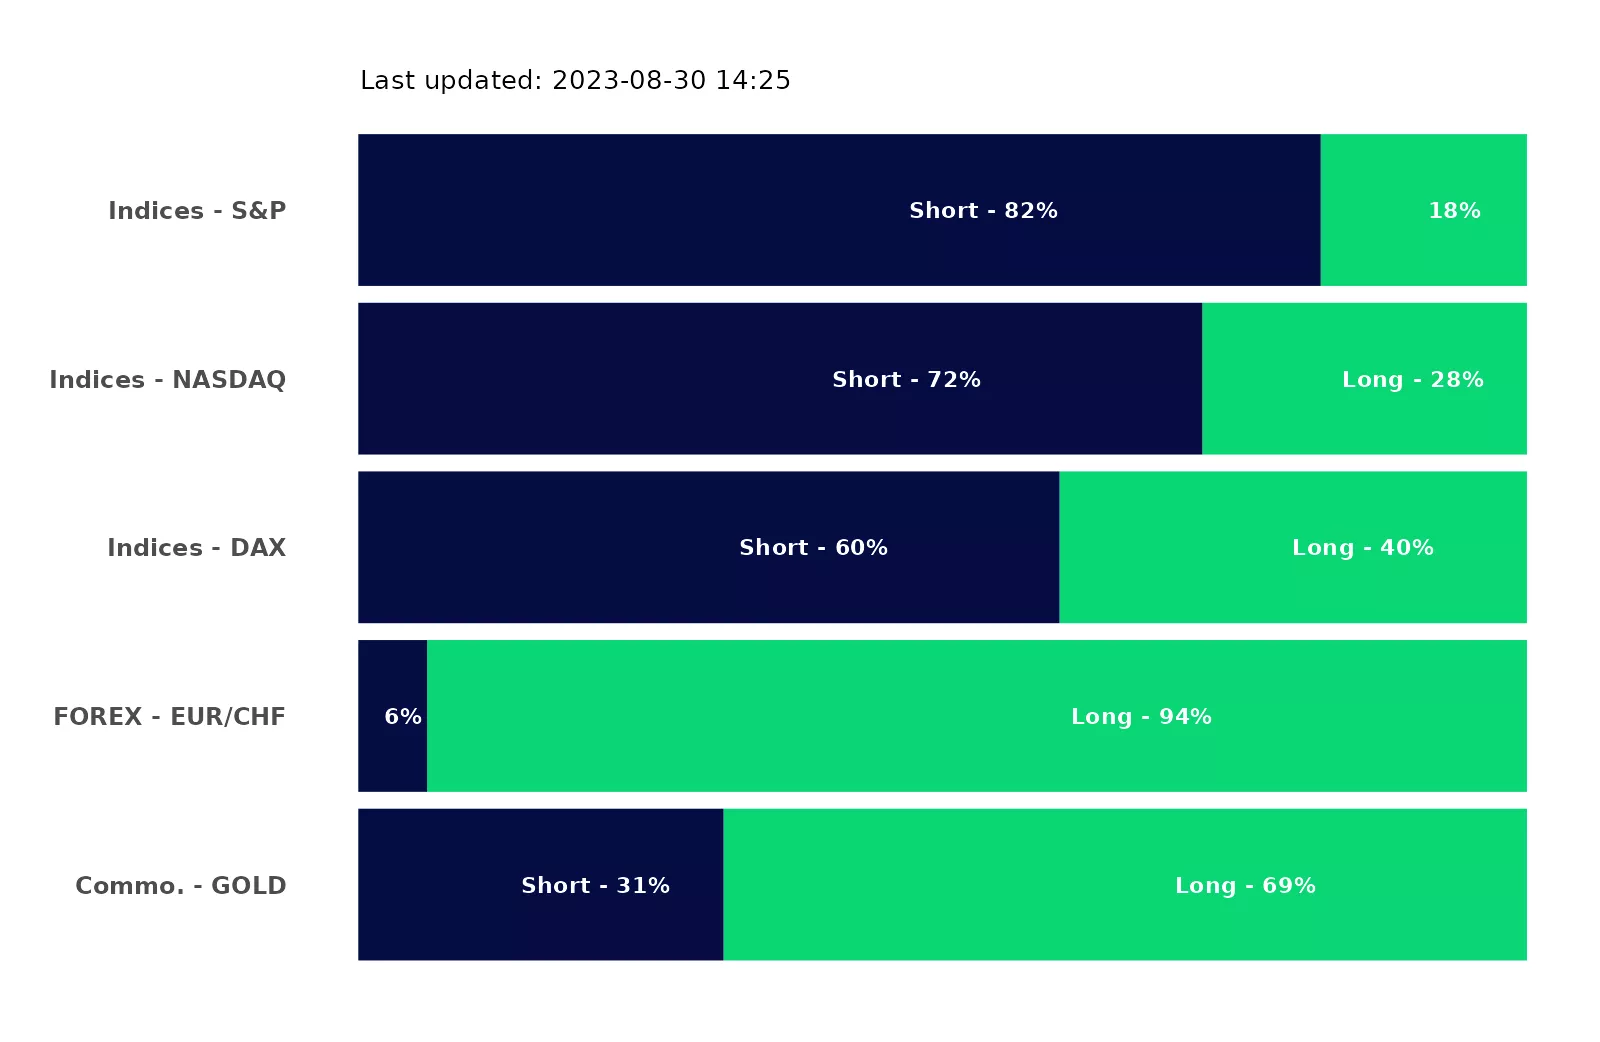 Last updated: 2023-08-30 14:25
Indices - S&P Short - 82% 18%
Indices - NASDAQ Short - 72% Long - 28%
Indices - DAX Short - 60% Long - 40%
FOREX - EUR/CHF 6% Long - 94%
Commo. - GOLD Short - 31% Long - 69%